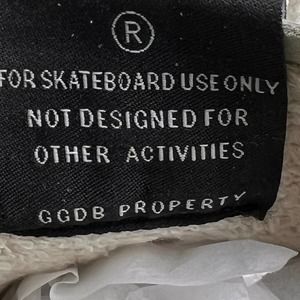 ®
FOR SKATEBOARD USE ONLY
NOT DESIGNED FOR
OTHER ACTIVITIES
GGDB PROPERTY